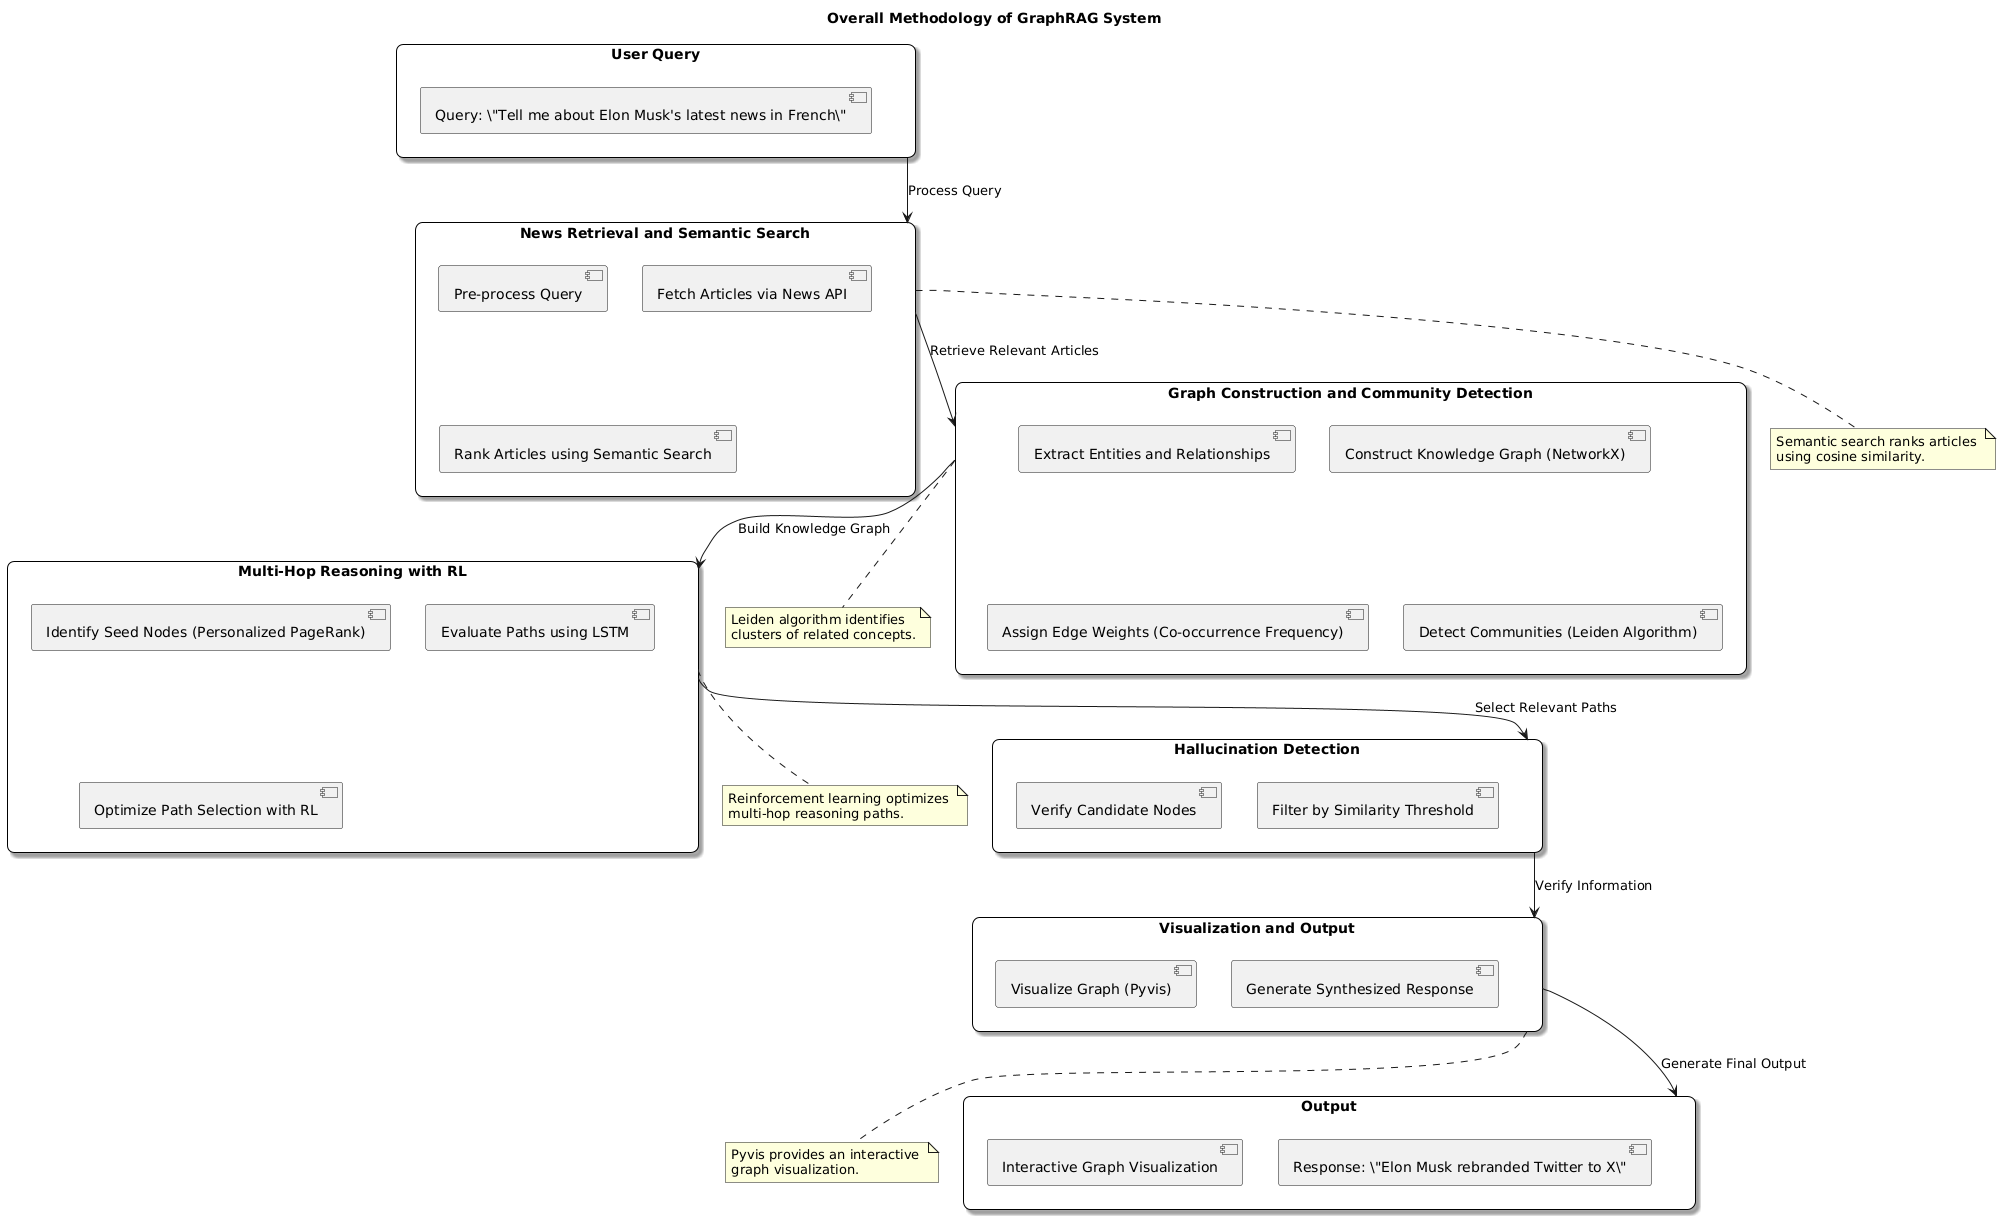 Overall Methodology of GraphRAG System
User Query
Query: \"Tell me about Elon Musk's latest news in French\"
Process Query
News Retrieval and Semantic Search
Pre-process Query
Fetch Articles via News API
Rank Articles using Semantic Search
Retrieve Relevant Articles
Semantic search ranks articles
using cosine similarity.
Graph Construction and Community Detection
Extract Entities and Relationships
Construct Knowledge Graph (NetworkX)
Assign Edge Weights (Co-occurrence Frequency)
Detect Communities (Leiden Algorithm)
Build Knowledge Graph
Leiden algorithm identifies
clusters of related concepts.
Multi-Hop Reasoning with RL
Identify Seed Nodes (Personalized PageRank)
Evaluate Paths using LSTM
Optimize Path Selection with RL
Select Relevant Paths
Reinforcement learning optimizes
multi-hop reasoning paths.
Hallucination Detection
Verify Candidate Nodes
Filter by Similarity Threshold
Verify Information
Visualization and Output
Visualize Graph (Pyvis)
Generate Synthesized Response
Generate Final Output
Pyvis provides an interactive
graph visualization.
Output
Interactive Graph Visualization
Response: \"Elon Musk rebranded Twitter to X\"